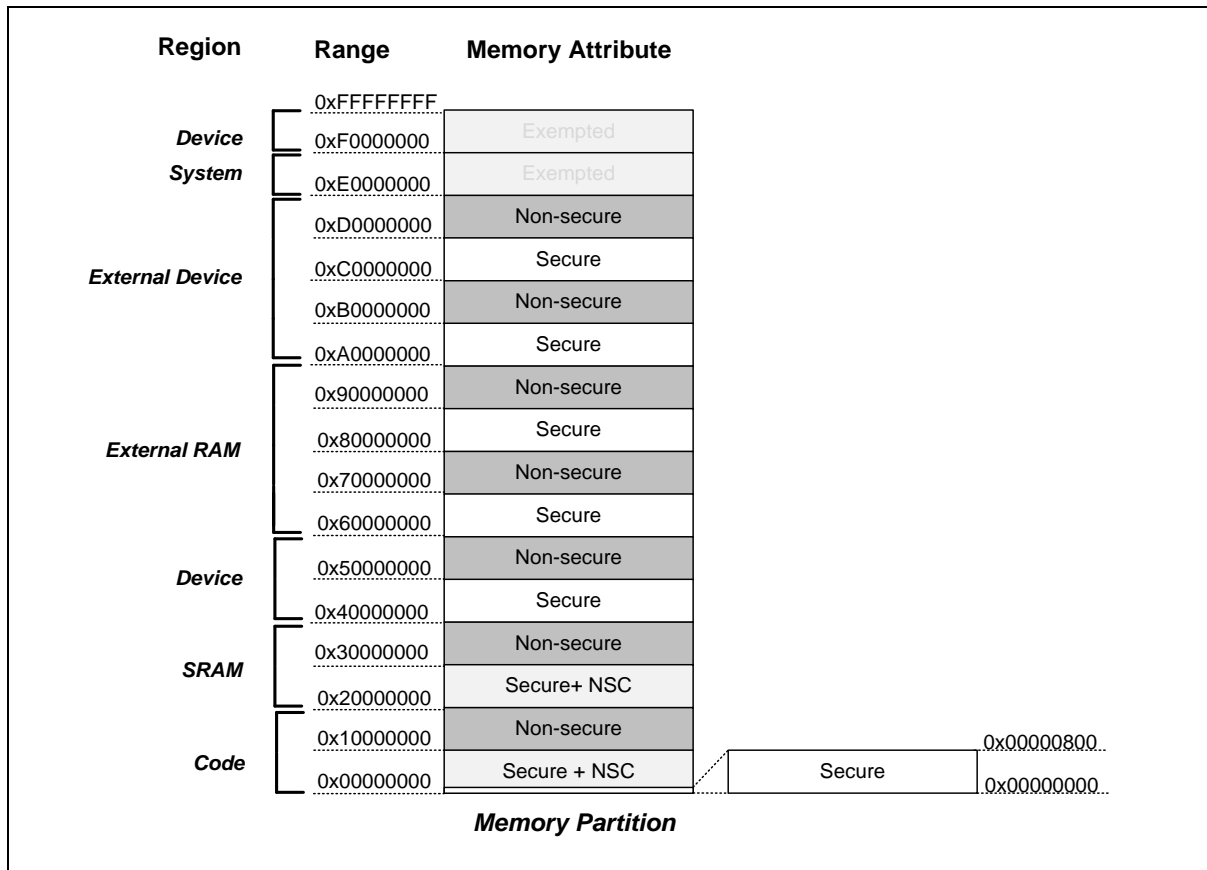 Region Range Memory Attribute
0xFFFFFFFF
Device 0xF0000000 Exempted
System 0xE0000000 Exempted
0xD0000000 Non-secure
External Device 0xC0000000 Secure
0xB0000000 Non-secure
0xA0000000 Secure
0x90000000 Non-secure
External RAM 0x80000000 Secure
0x70000000 Non-secure
0x60000000 Secure
Device 0x50000000 Non-secure
0x40000000 Secure
0x30000000 Non-secure
SRAM 0x20000000 Secure+ NSC
0x10000000 Non-secure 0x00000800
Code 0x00000000 Secure + NSC Secure 0x00000000
Memory Partition